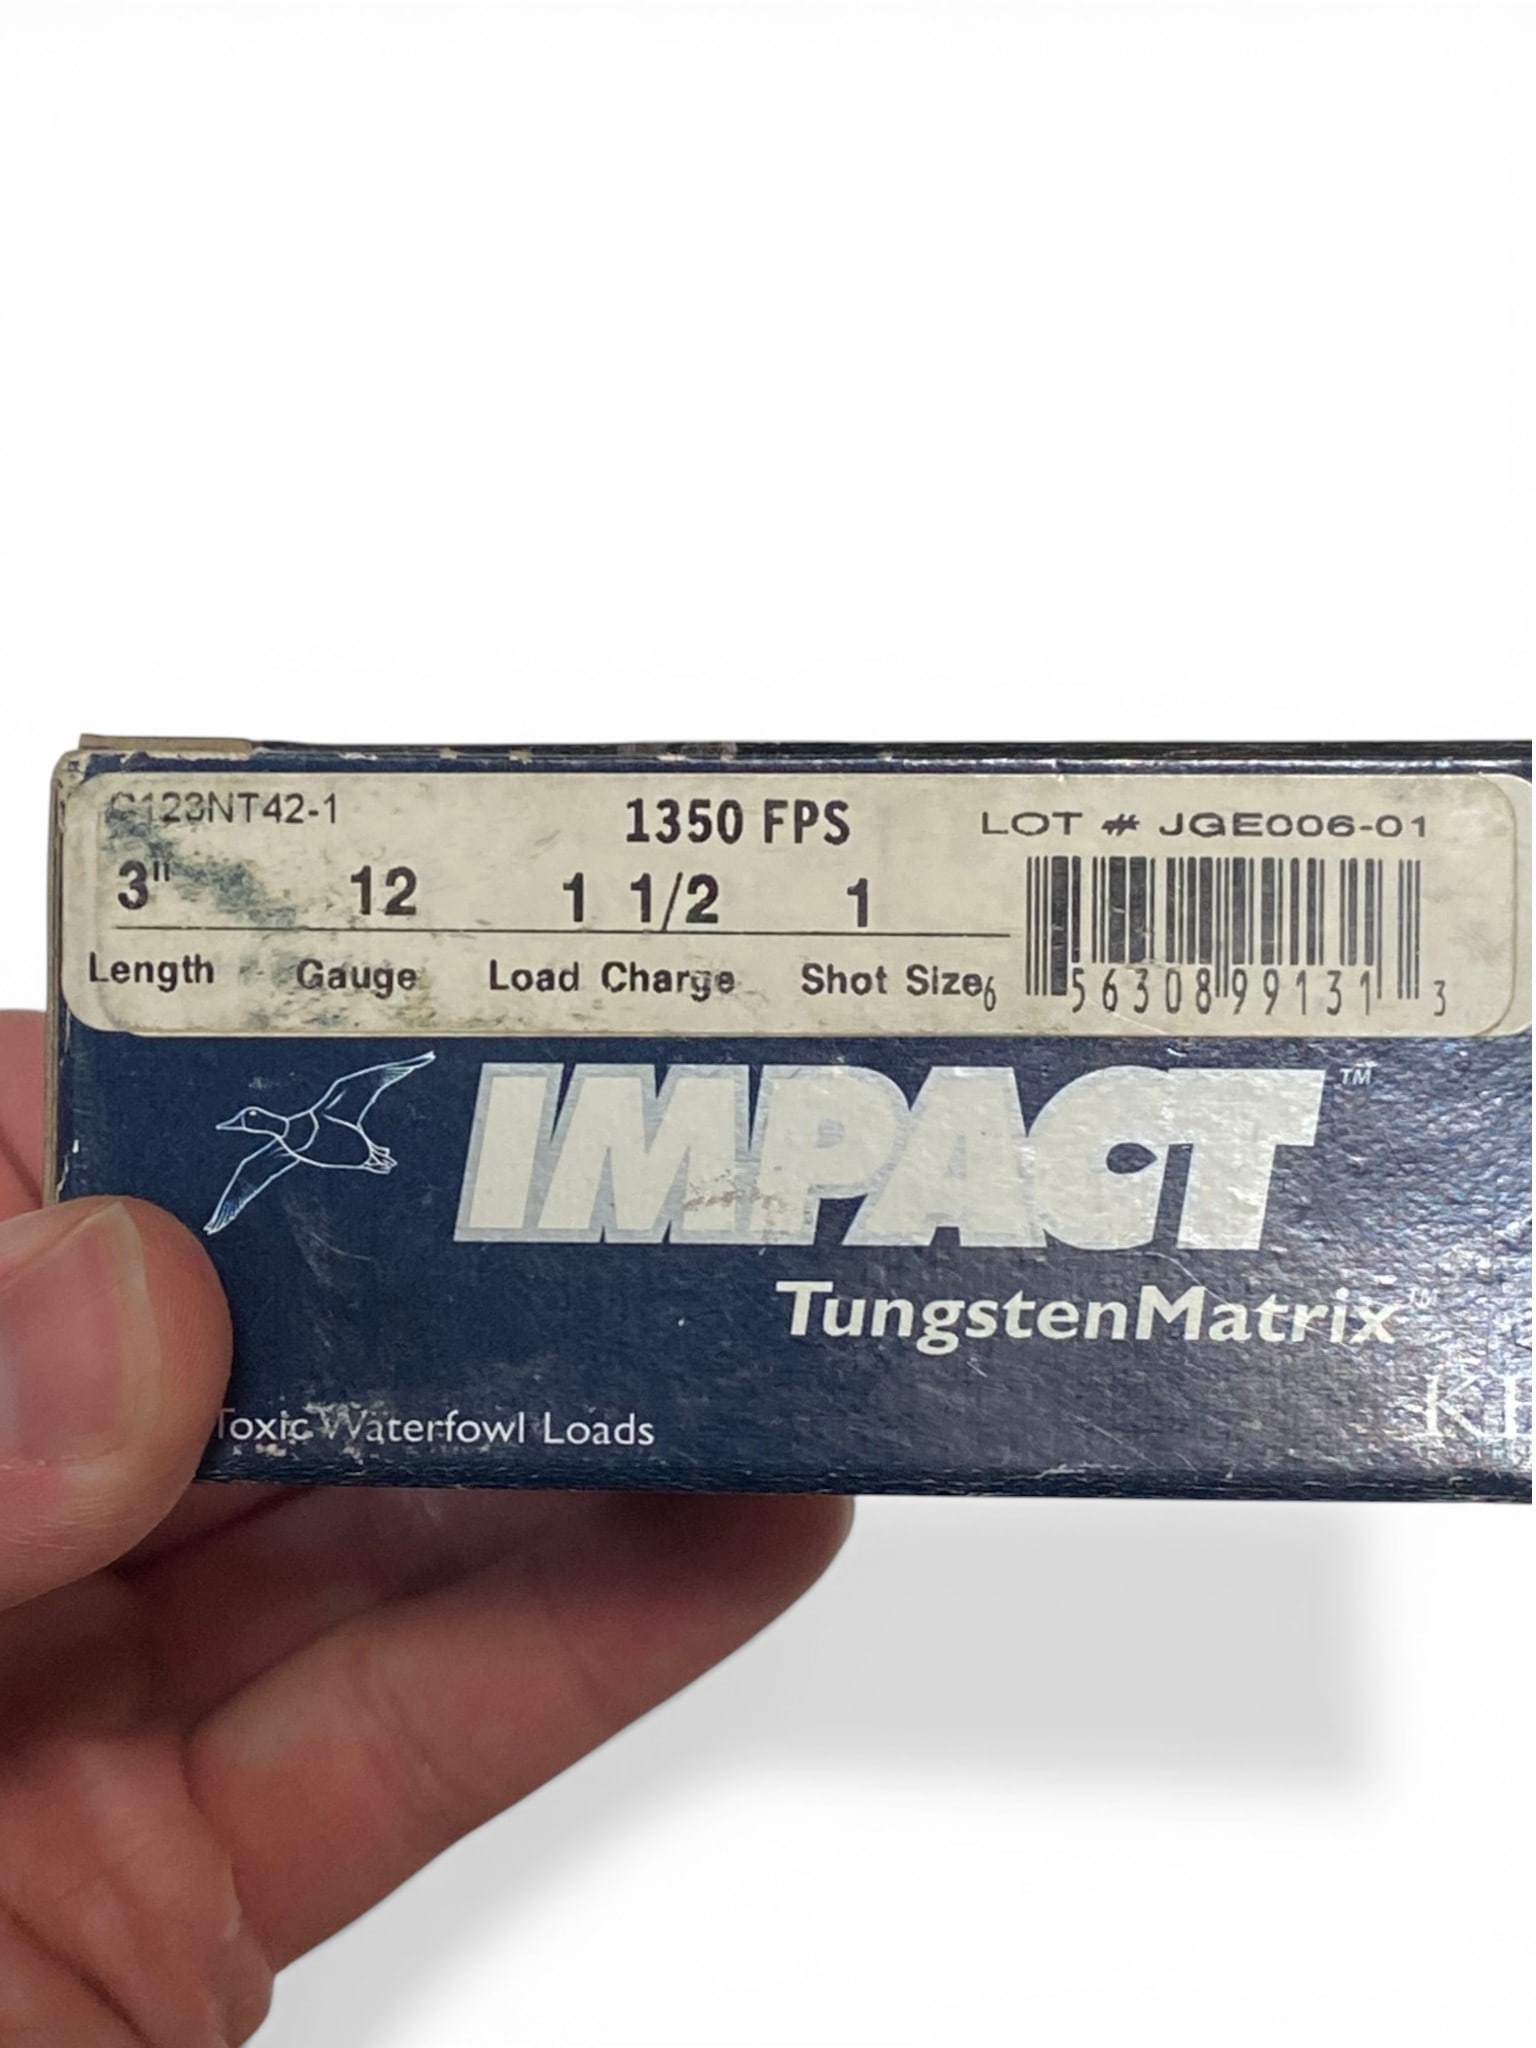 C123NT42-1 1350 FPS LOT # JGE006-01
3" 12 1 1/2 1
Length Gauge Load Charge Shot Size
6 56308 99131 3
IMPACT™
TungstenMatrix™
Toxic Waterfowl Loads